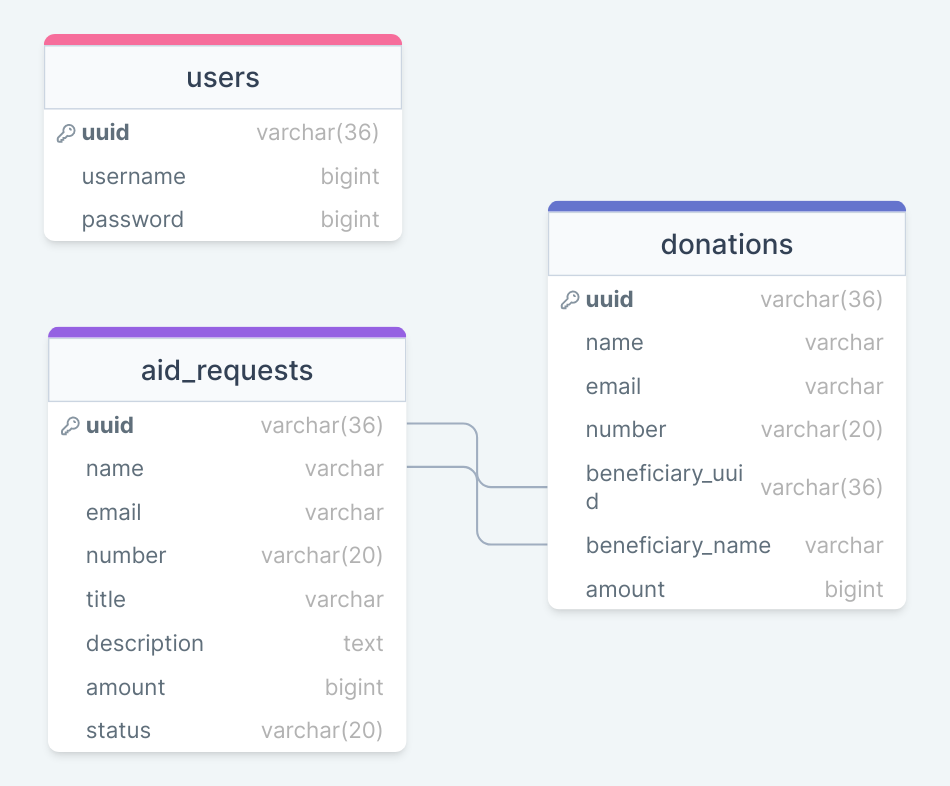 users
uuid varchar(36)
username bigint
password bigint
donations
uuid varchar(36)
name varchar
email varchar
number varchar(20)
beneficiary_uui
d varchar(36)
beneficiary_name varchar
amount bigint
aid_requests
uuid varchar(36)
name varchar
email varchar
number varchar(20)
title varchar
description text
amount bigint
status varchar(20)